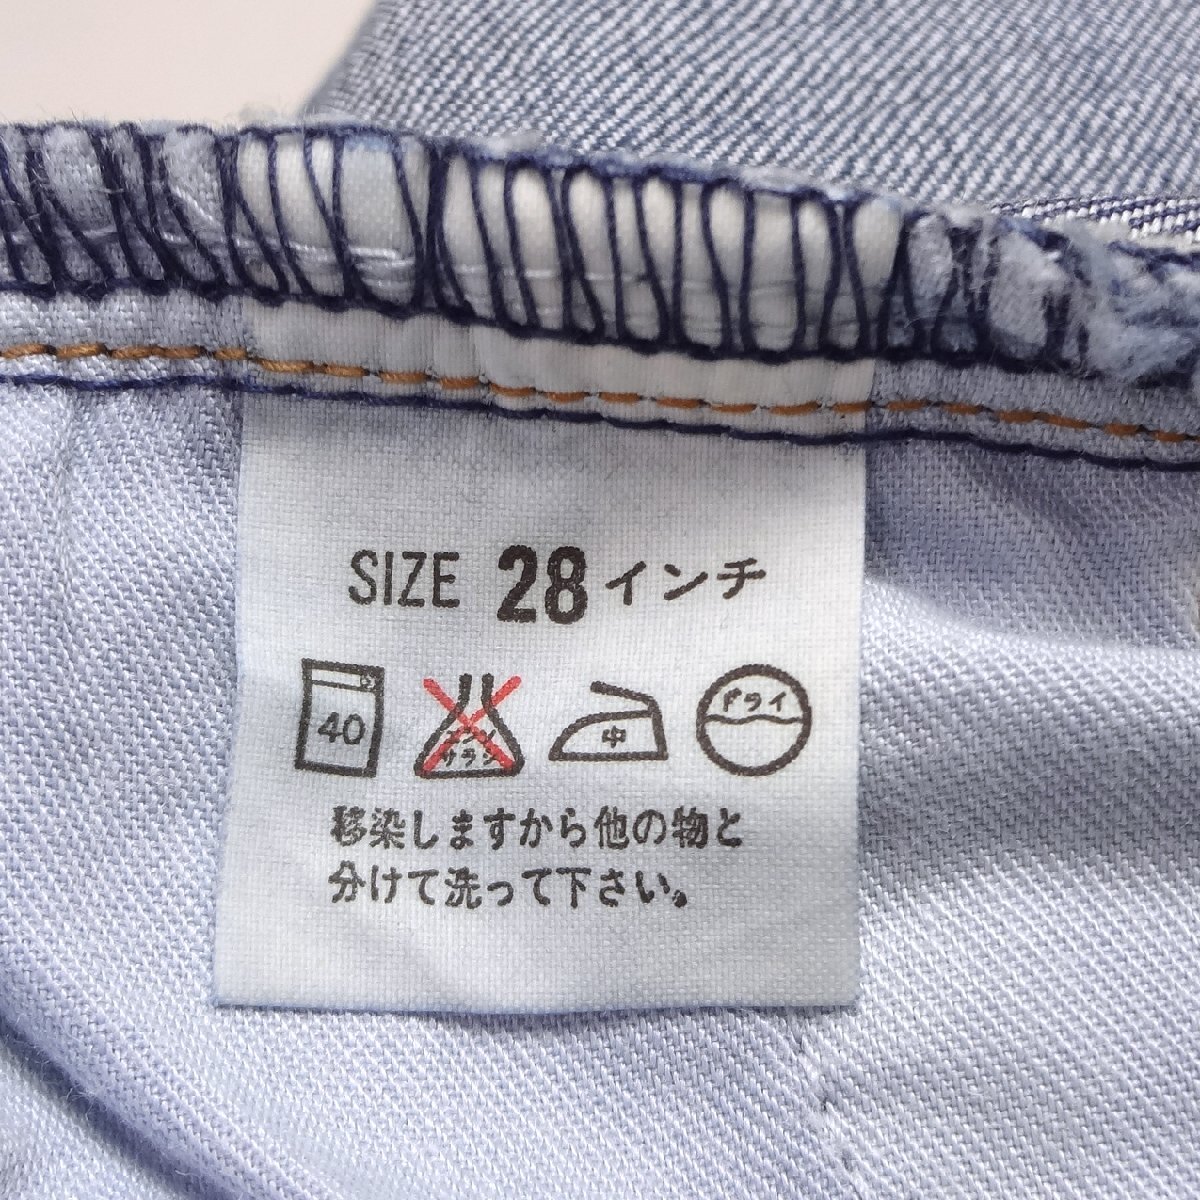 SIZE 28インチ
40 エンソ サラシ 中 ドライ
移染しますから他の物と
分けて洗って下さい。